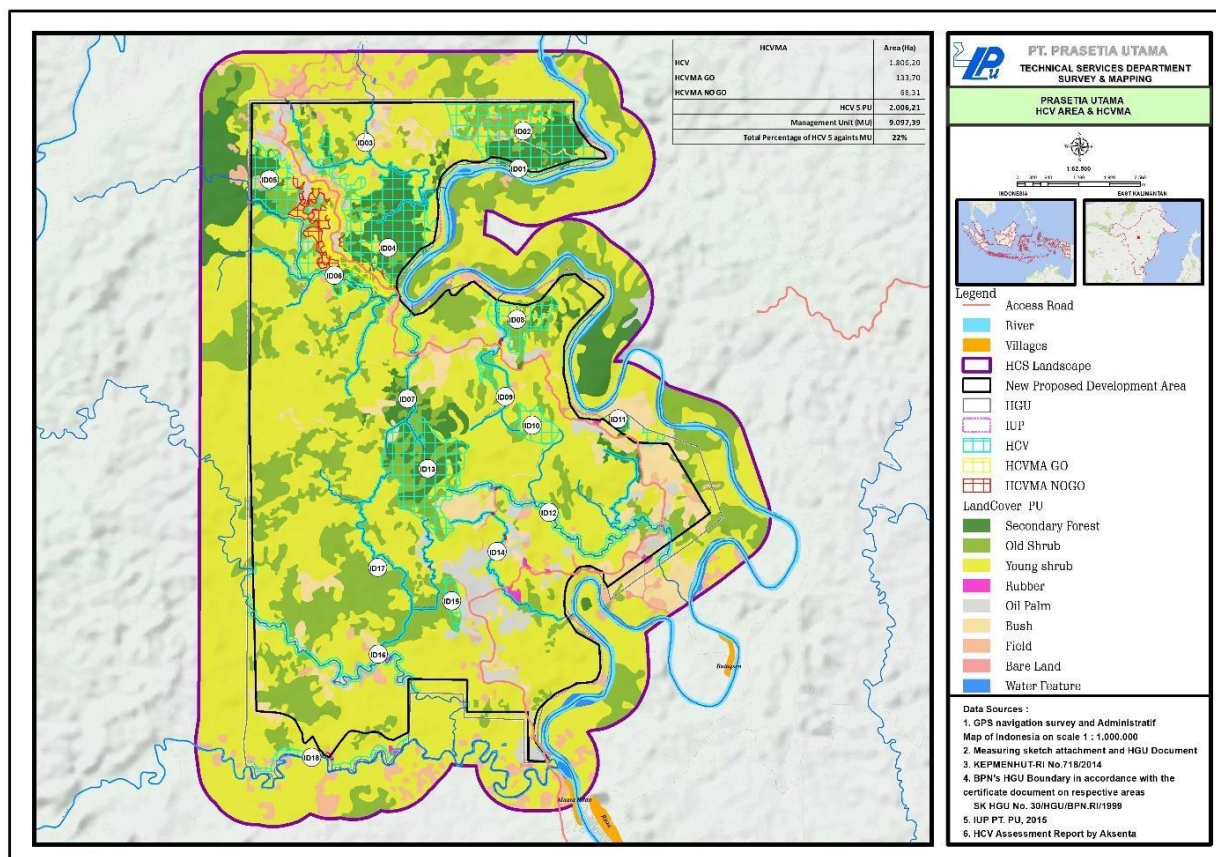 HCVMA Area (Ha)
HCV 1.806,20
HCVMA GO 133,70
HCVMA NO GO 68,31
HCV 5 PU 2.006,21
Management Unit (MU) 9.097,39
Total Percentage of HCV 5 againts MU 22%
ID03
ID02
ID01
ID05
ID04
ID06
ID08
ID07
ID09
ID10
ID11
ID13
ID12
ID14
ID17
ID15
ID16
ID18
PU
PT. PRASETIA UTAMA
TECHNICAL SERVICES DEPARTMENT
SURVEY & MAPPING
PRASETIA UTAMA
HCV AREA & HCVMA
1:62,500
INDONESIA EAST KALIMANTAN
Legend
Access Road
River
Villages
HCS Landscape
New Proposed Development Area
HGU
IUP
HCV
HCVMA GO
HCVMA NOGO
LandCover PU
Secondary Forest
Old Shrub
Young shrub
Rubber
Oil Palm
Bush
Field
Bare Land
Water Feature
Data Sources :
1. GPS navigation survey and Administratif
Map of Indonesia on scale 1 : 1.000.000
2. Measuring sketch attachment and HGU Document
3. KEPMENHUT-RI No.718/2014
4. BPN's HGU Boundary in accordance with the
certificate document on respective areas
SK HGU No. 30/HGU/BPN.RI/1999
5. IUP PT. PU, 2015
6. HCV Assessment Report by Aksenta